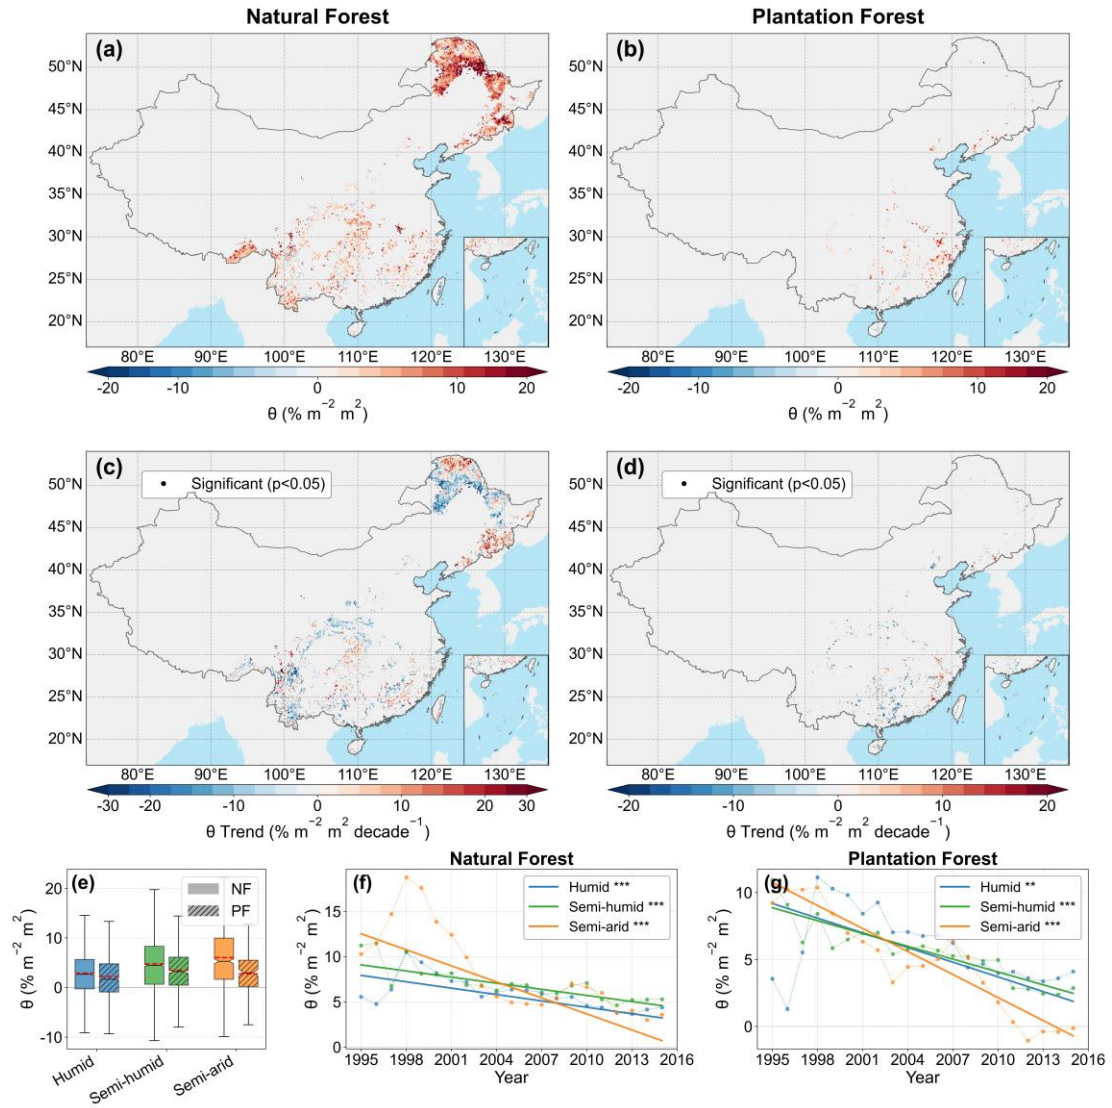 Natural Forest
Plantation Forest
(a)
(b)
50°N
45°N
40°N
35°N
30°N
25°N
20°N
50°N
45°N
40°N
35°N
30°N
25°N
20°N
80°E 90°E 100°E 110°E 120°E 130°E
80°E 90°E 100°E 110°E 120°E 130°E
-20 -10 0 10 20
-20 -10 0 10 20
θ (% m⁻² m²)
θ (% m⁻² m²)
(c)
Significant (p<0.05)
(d)
Significant (p<0.05)
50°N
45°N
40°N
35°N
30°N
25°N
20°N
50°N
45°N
40°N
35°N
30°N
25°N
20°N
80°E 90°E 100°E 110°E 120°E 130°E
80°E 90°E 100°E 110°E 120°E 130°E
-30 -20 -10 0 10 20 30
-20 -10 0 10 20
θ Trend (% m⁻² m² decade⁻¹)
θ Trend (% m⁻² m² decade⁻¹)
(e)
NF
PF
θ (% m⁻² m²)
20
10
0
-10
Humid
Semi-humid
Semi-arid
Natural Forest
(f)
Humid ***
Semi-humid ***
Semi-arid ***
θ (% m⁻² m²)
15
10
5
0
1995 1998 2001 2004 2007 2010 2013 2016
Year
Plantation Forest
(g)
Humid **
Semi-humid ***
Semi-arid ***
θ (% m⁻² m²)
10
5
0
1995 1998 2001 2004 2007 2010 2013 2016
Year